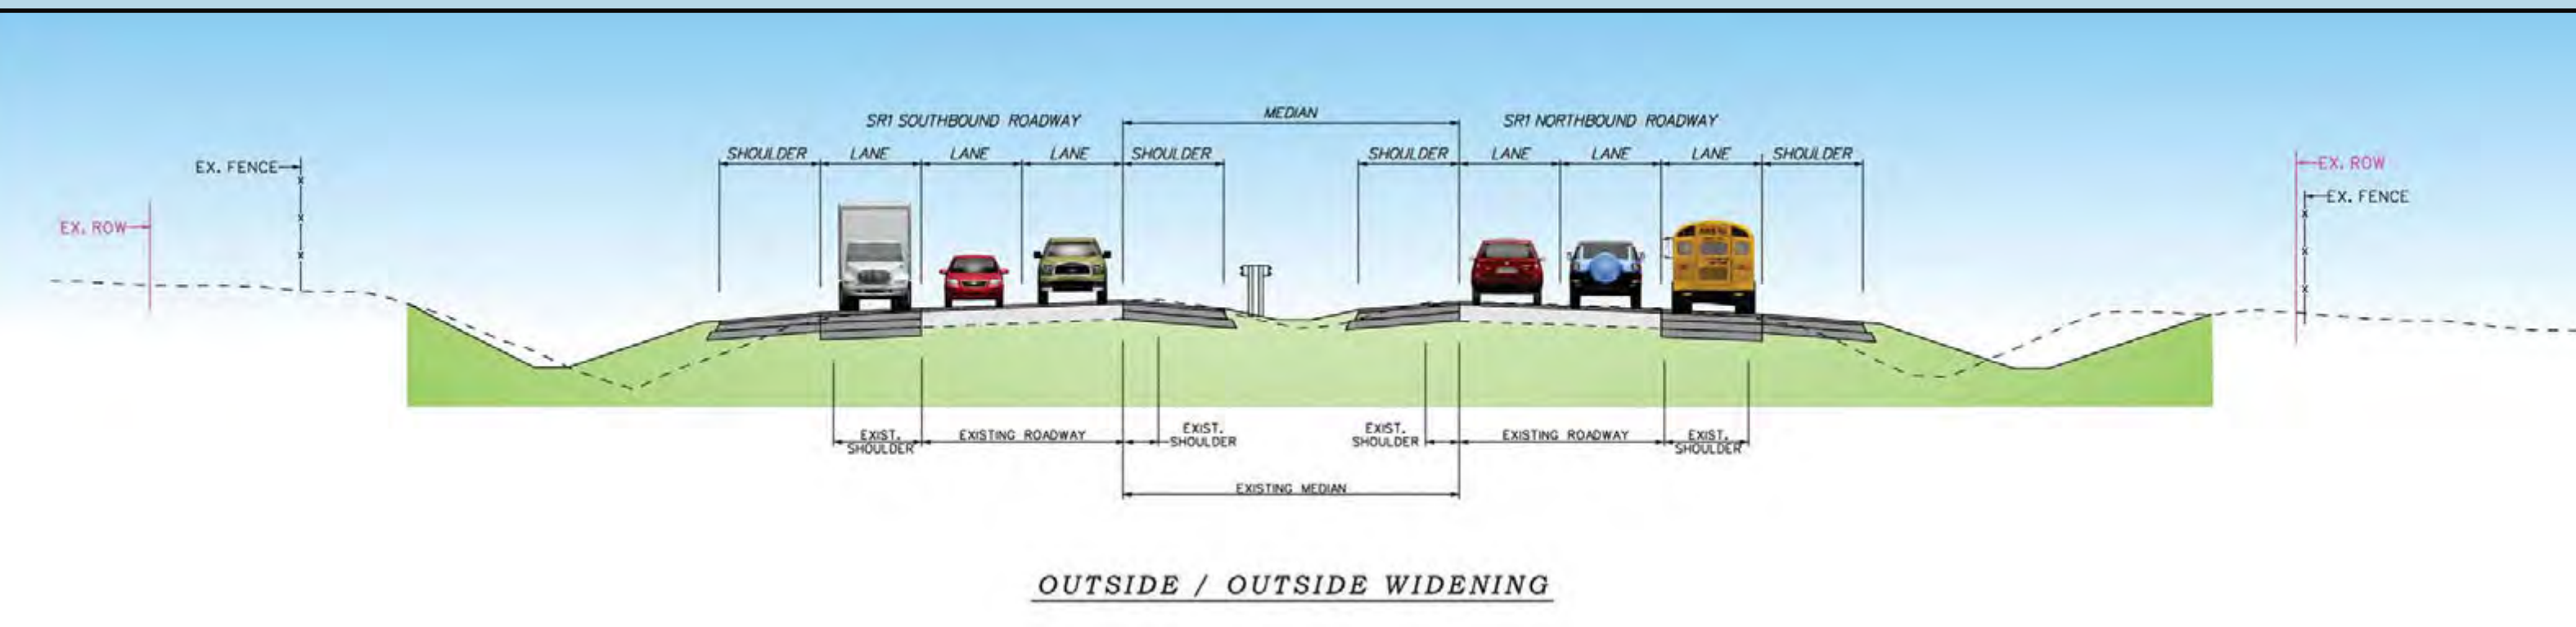 MEDIAN
SR1 SOUTHBOUND ROADWAY
SR1 NORTHBOUND ROADWAY
SHOULDER
LANE
LANE
LANE
SHOULDER
SHOULDER
LANE
LANE
LANE
SHOULDER
EX. FENCE
EX. ROW
EX. ROW
EX. FENCE
EXIST.
SHOULDER
EXISTING ROADWAY
EXIST.
SHOULDER
EXIST.
SHOULDER
EXISTING ROADWAY
EXIST.
SHOULDER
EXISTING MEDIAN
OUTSIDE / OUTSIDE WIDENING